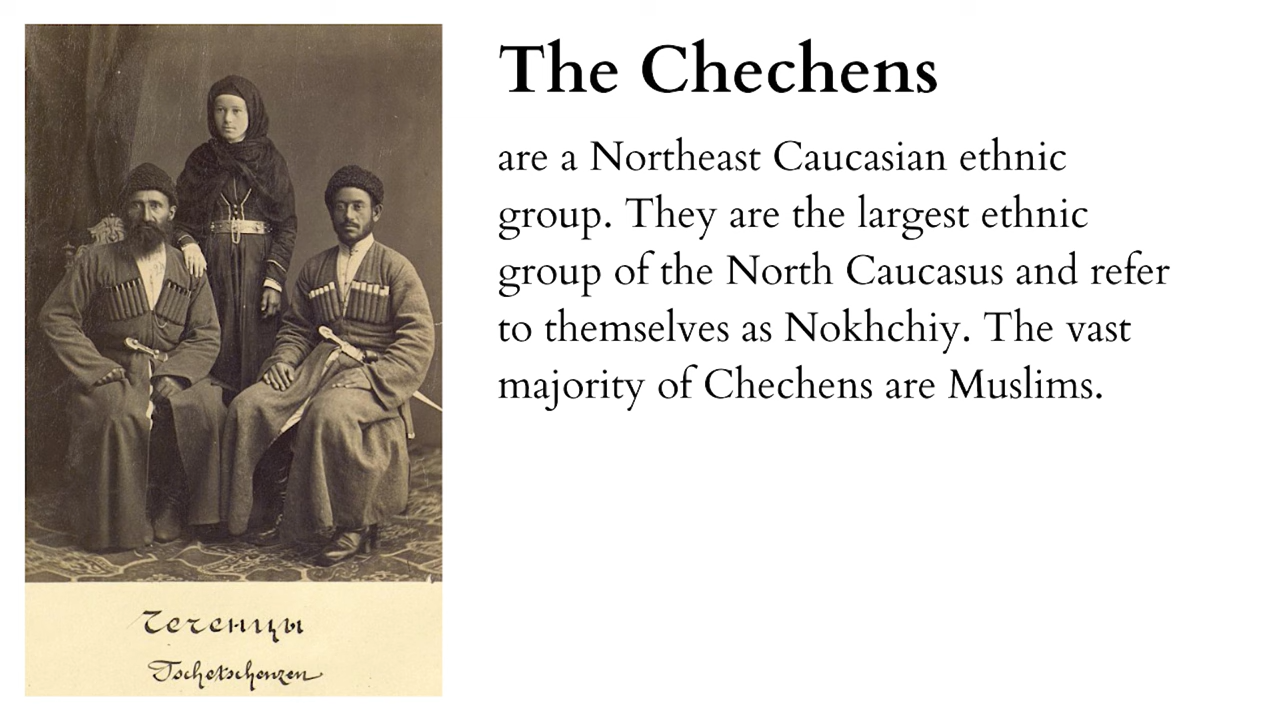 The Chechens
are a Northeast Caucasian ethnic
group. They are the largest ethnic
group of the North Caucasus and refer
to themselves as Nokhchiy. The vast
majority of Chechens are Muslims.
Чеченцы
Tschetschenzen